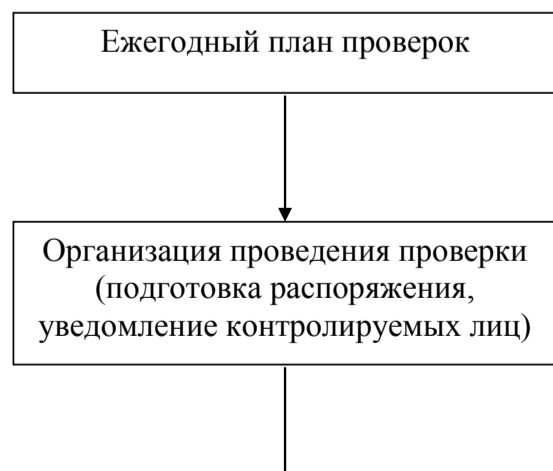 Ежегодный план проверок
Организация проведения проверки
(подготовка распоряжения,
уведомление контролируемых лиц)